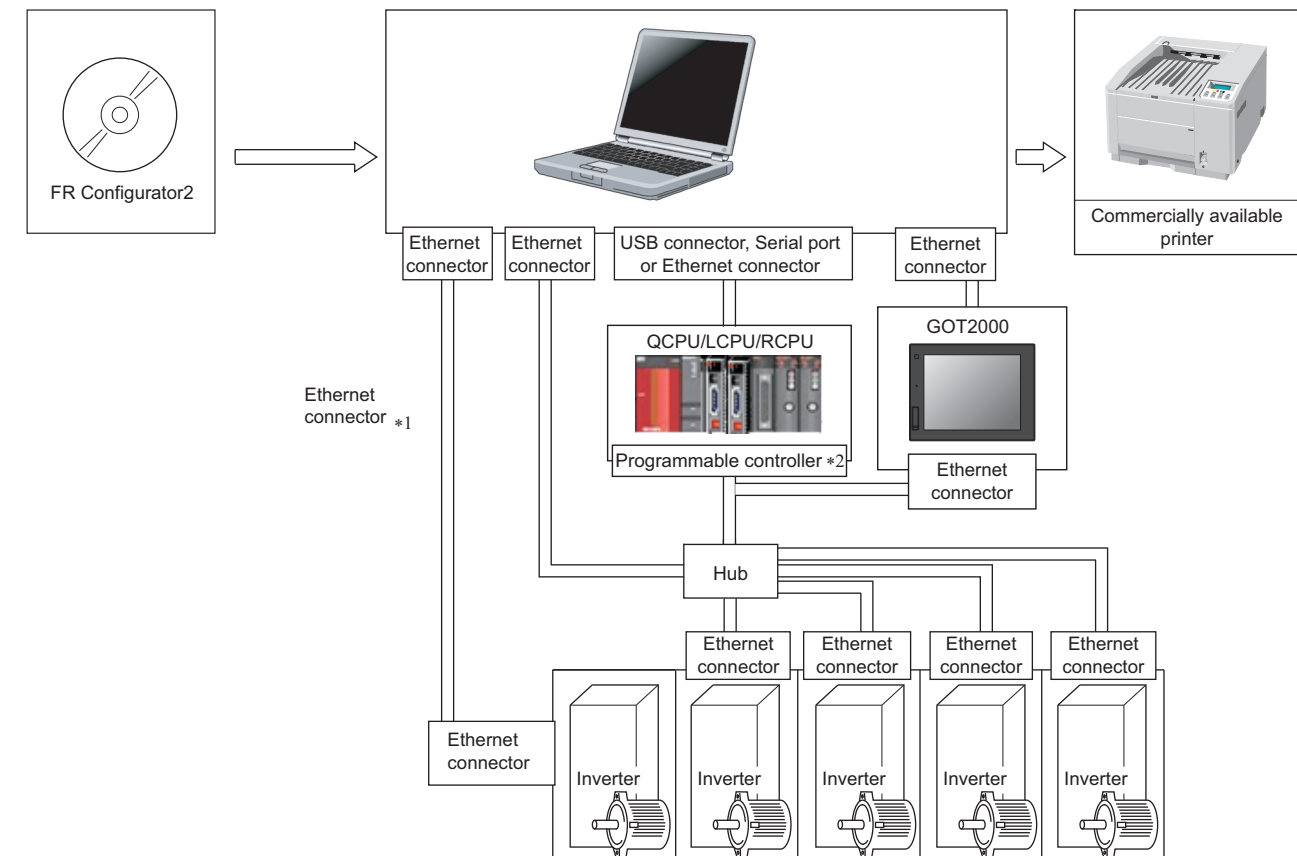 FR Configurator2
Commercially available
printer
Ethernet
connector
Ethernet
connector
USB connector, Serial port
or Ethernet connector
Ethernet
connector
QCPU/LCPU/RCPU
GOT2000
Ethernet
connector *1
Programmable controller *2
Ethernet
connector
Hub
Ethernet
connector
Ethernet
connector
Ethernet
connector
Ethernet
connector
Ethernet
connector
Inverter
Inverter
Inverter
Inverter
Inverter